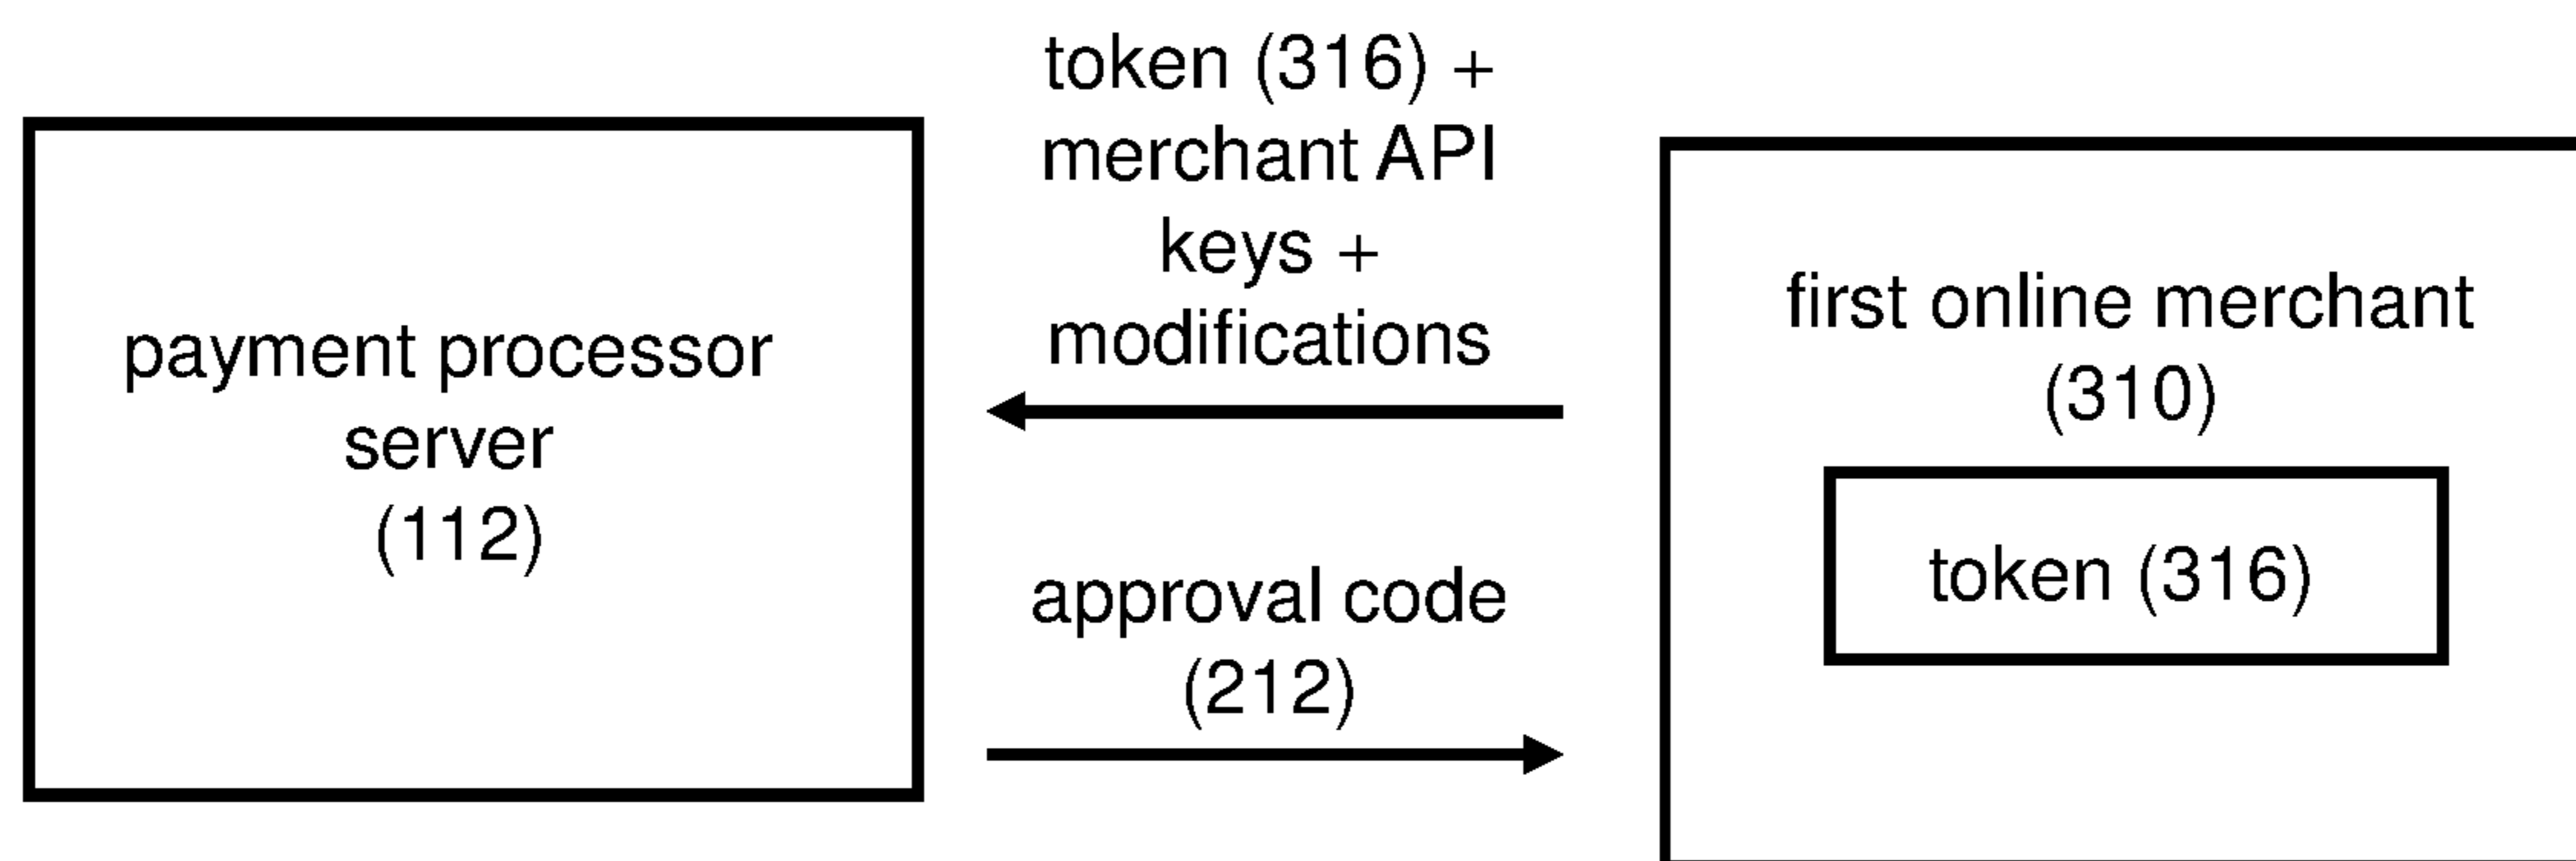 payment processor
server
(112)
token (316) +
merchant API
keys +
modifications
approval code
(212)
first online merchant
(310)
token (316)